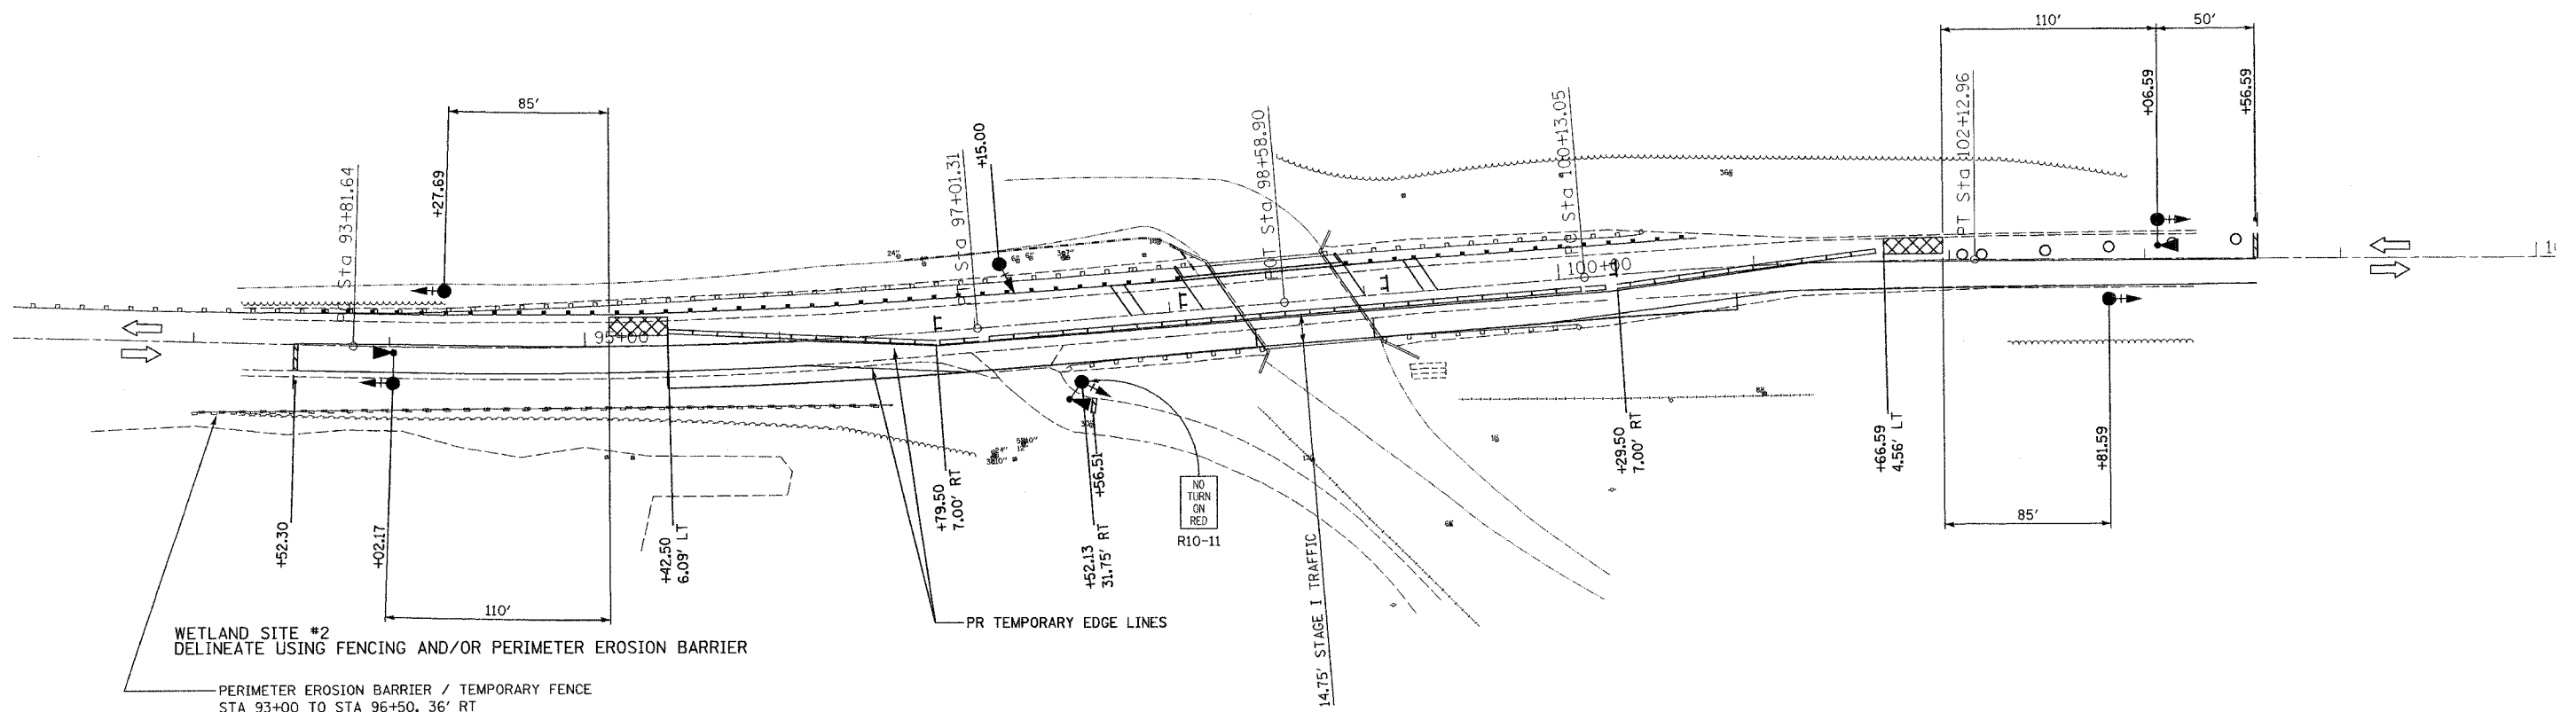 110'
50'
85'
Sta 93+81.64
+27.69
Sta 97+01.31
+15.00
POT Sta 98+58.90
Sta 100+13.05
PT Sta 102+12.96
+06.59
+56.59
95+00
100+00
+52.30
+02.17
+42.50
6.09' LT
+79.50
7.00' RT
+52.13
31.75' RT
+56.51
NO
TURN
ON
RED
R10-11
14.75' STAGE I TRAFFIC
+29.50
7.00' RT
+66.59
4.56' LT
+81.59
85'
110'
PR TEMPORARY EDGE LINES
WETLAND SITE #2
DELINEATE USING FENCING AND/OR PERIMETER EROSION BARRIER
PERIMETER EROSION BARRIER / TEMPORARY FENCE
STA 93+00 TO STA 96+50, 36' RT